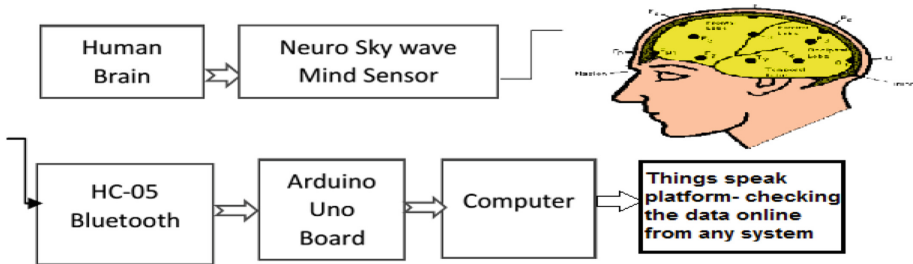 Human
Brain
Neuro Sky wave
Mind Sensor
HC-05
Bluetooth
Arduino
Uno
Board
Computer
Things speak
platform- checking
the data online
from any system